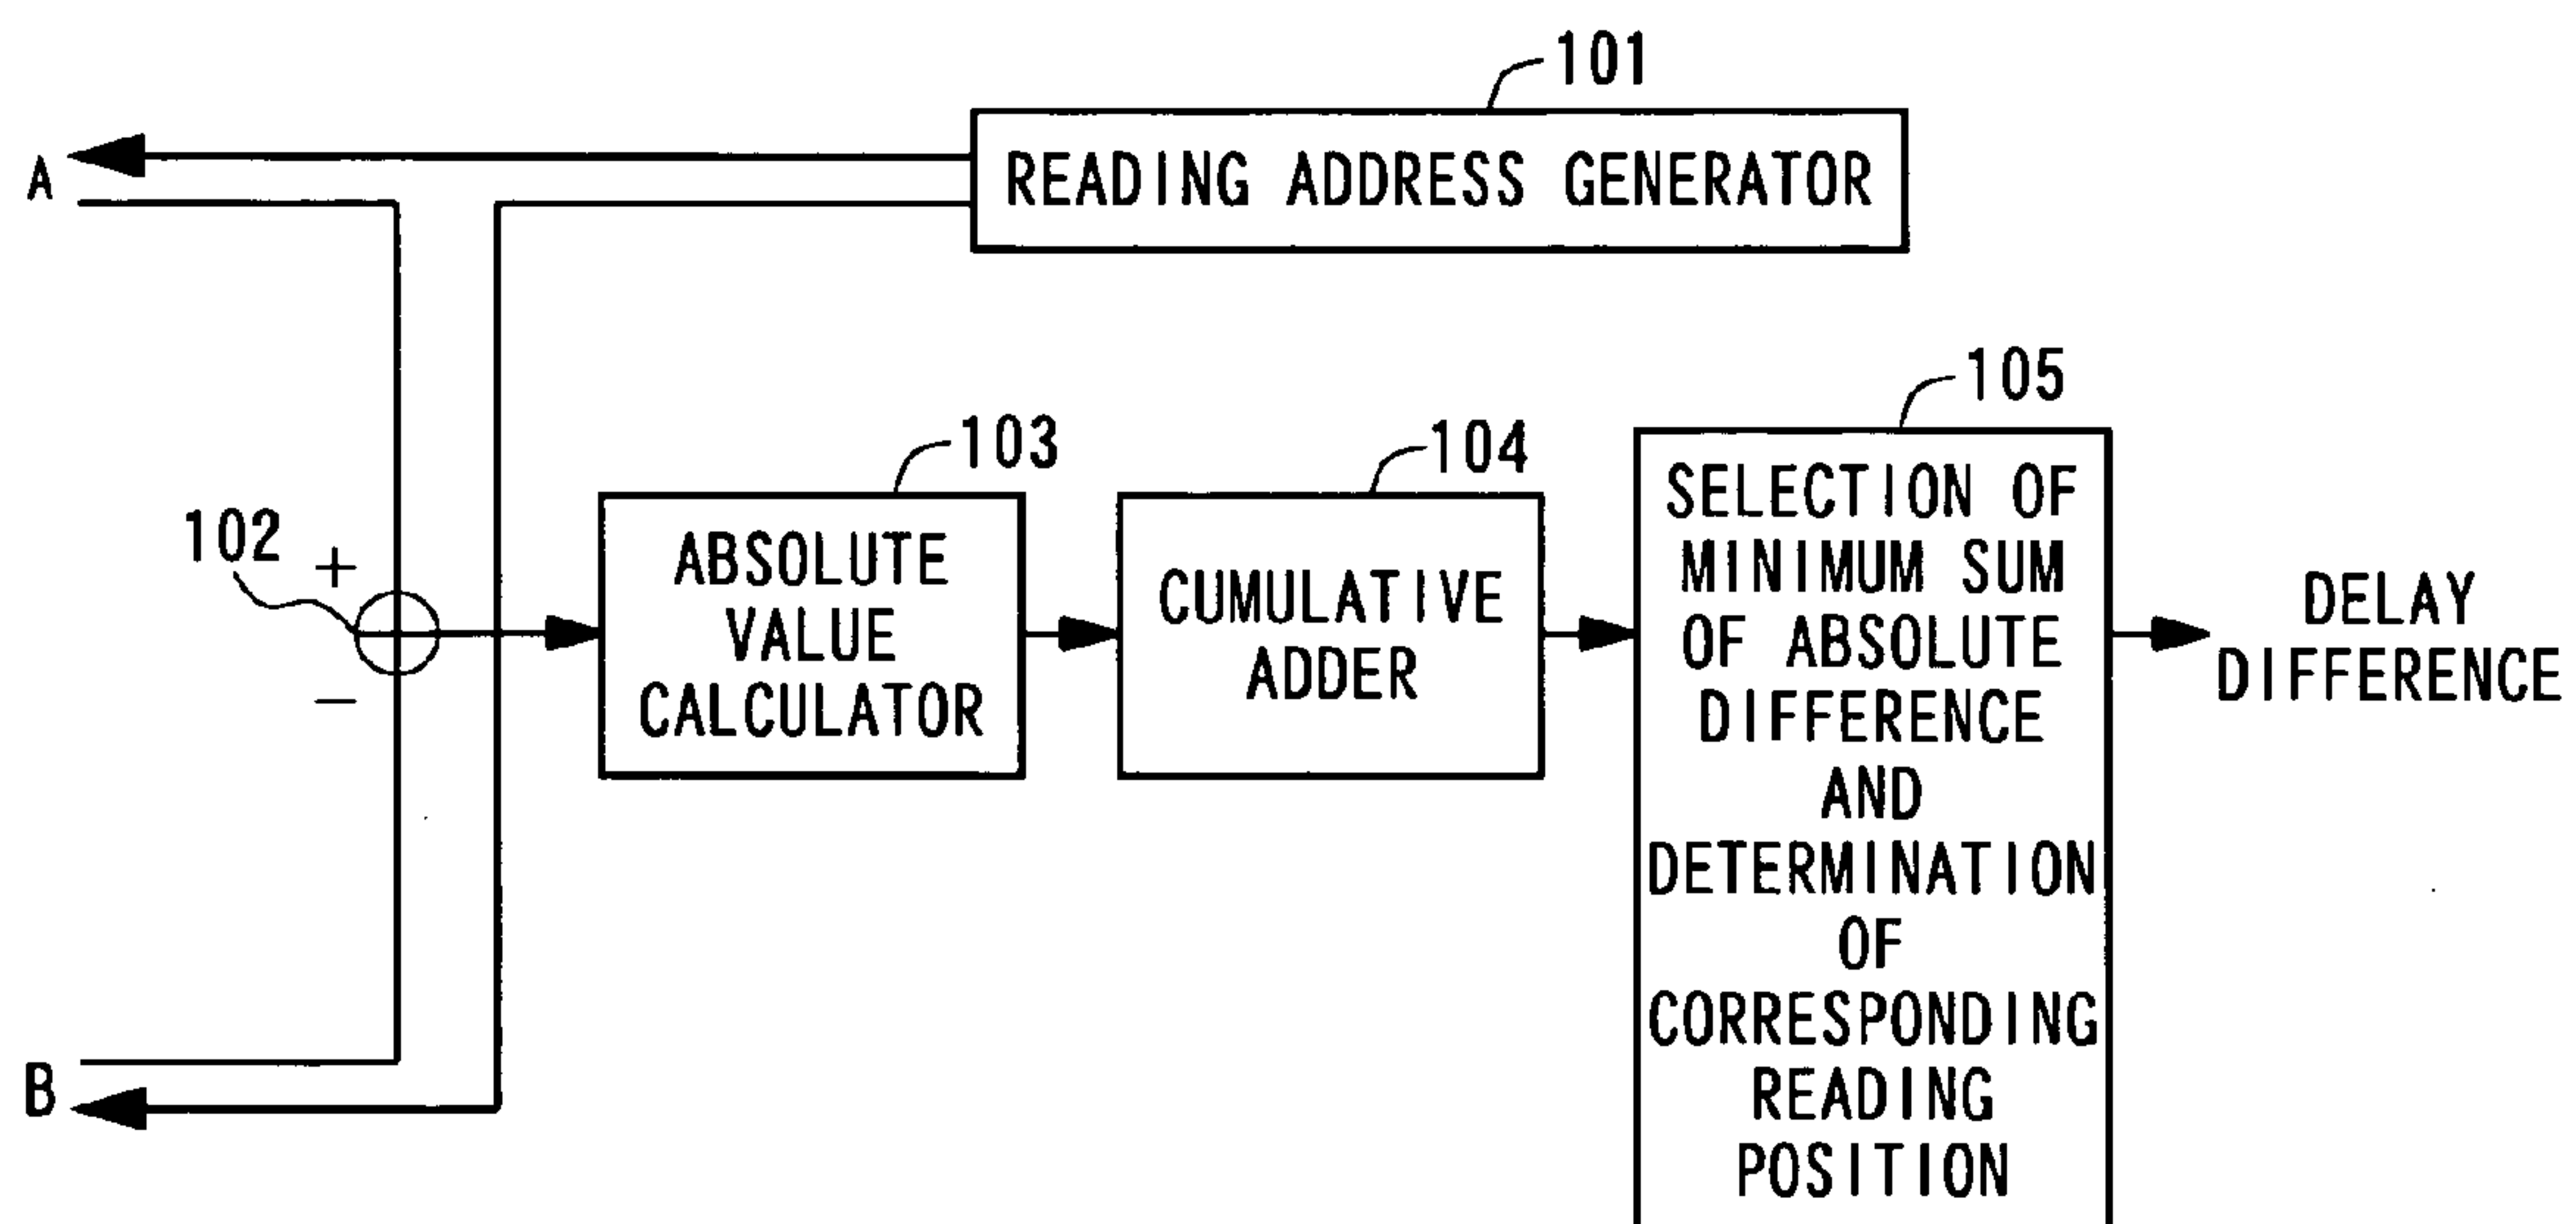 101
READING ADDRESS GENERATOR
A
105
103
104
SELECTION OF
MINIMUM SUM
OF ABSOLUTE
DIFFERENCE
AND
DETERMINATION
OF
CORRESPONDING
READING
POSITION
102
+
−
ABSOLUTE
VALUE
CALCULATOR
CUMULATIVE
ADDER
DELAY
DIFFERENCE
B